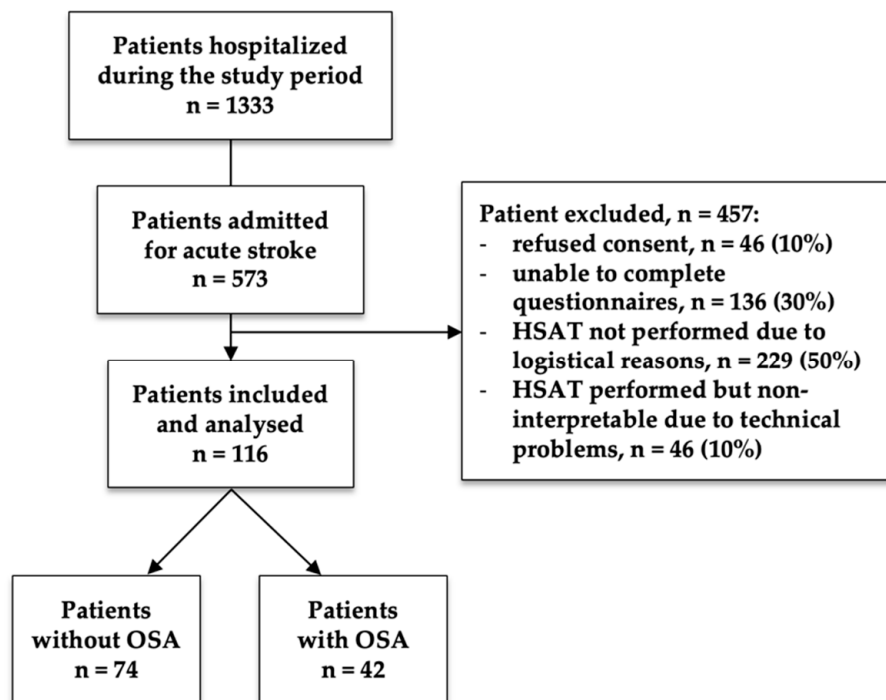 Patients hospitalized
during the study period
n = 1333
Patients admitted
for acute stroke
n = 573
Patient excluded, n = 457:
- refused consent, n = 46 (10%)
- unable to complete
questionnaires, n = 136 (30%)
- HSAT not performed due to
logistical reasons, n = 229 (50%)
- HSAT performed but non-
interpretable due to technical
problems, n = 46 (10%)
Patients included
and analysed
n = 116
Patients
without OSA
n = 74
Patients
with OSA
n = 42